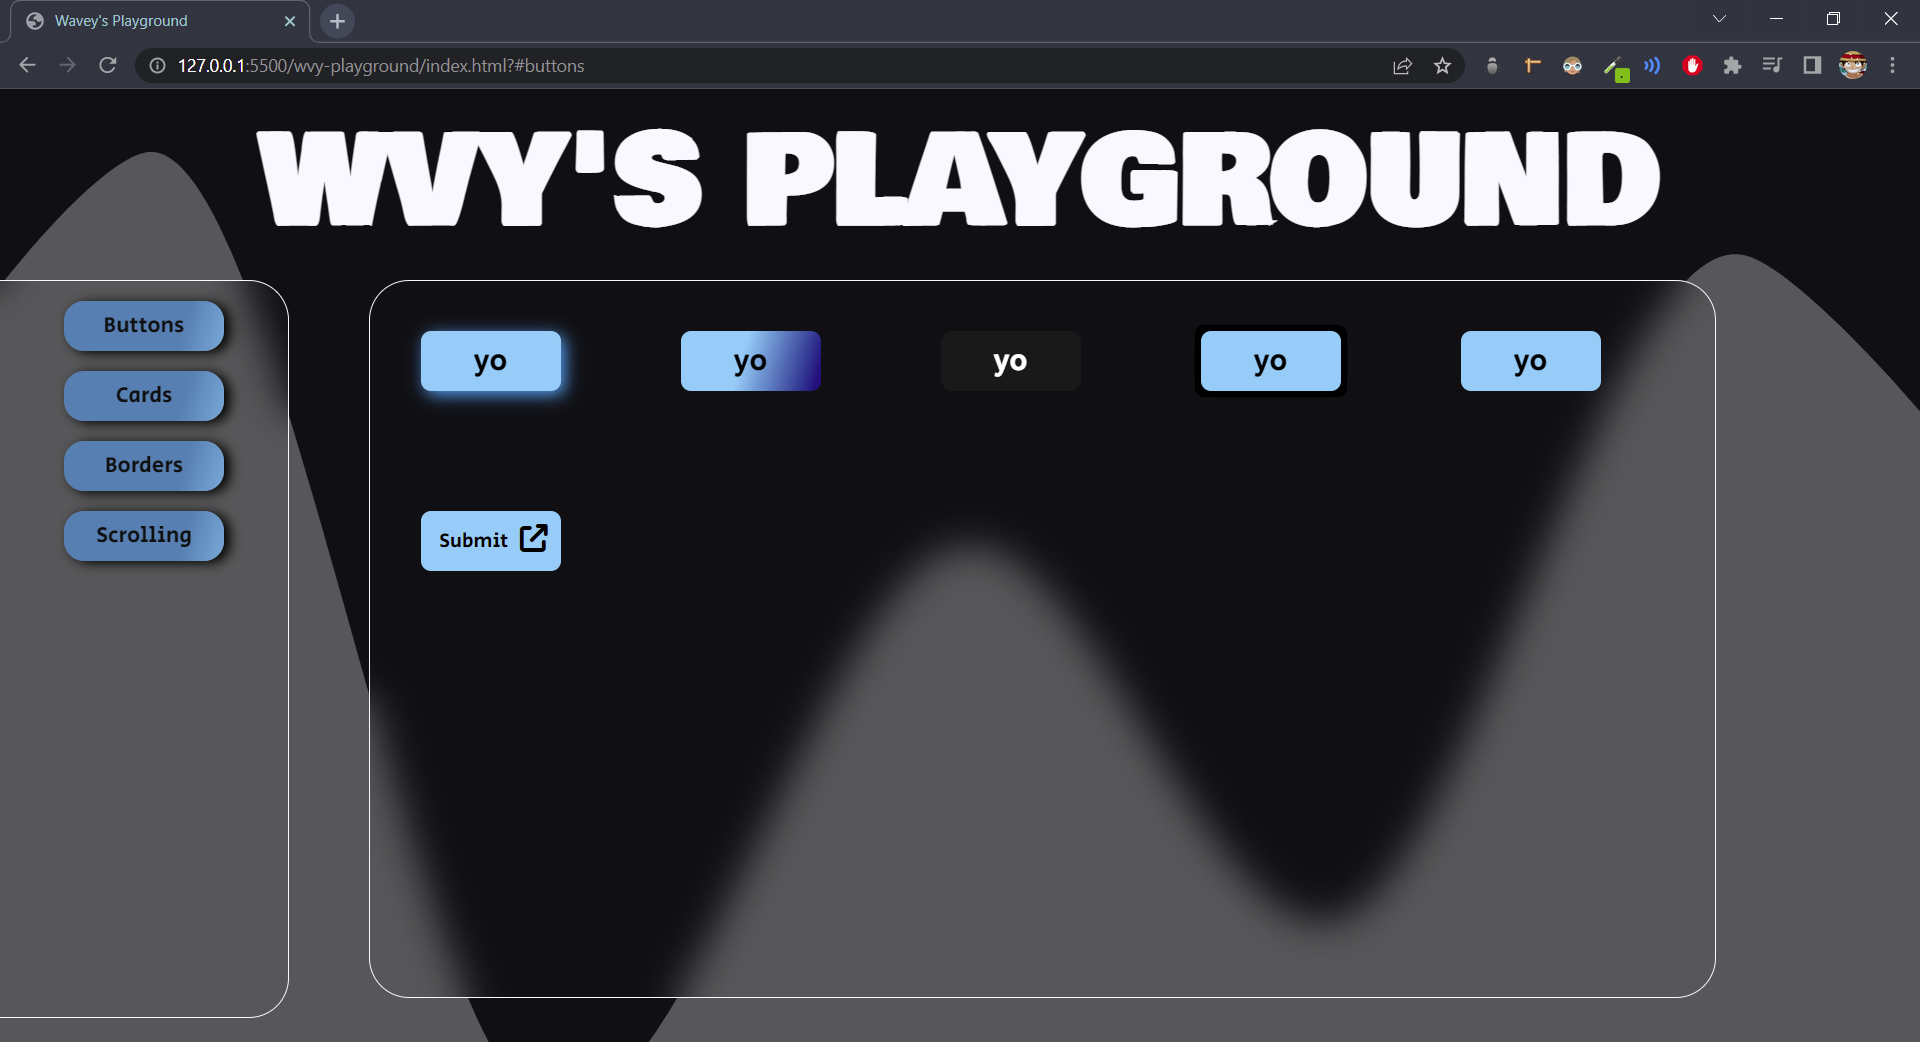 Wavey's Playground
127.0.0.1:5500/wvy-playground/index.html?#buttons
WVY'S PLAYGROUND
Buttons
Cards
Borders
Scrolling
yo yo yo yo yo
Submit